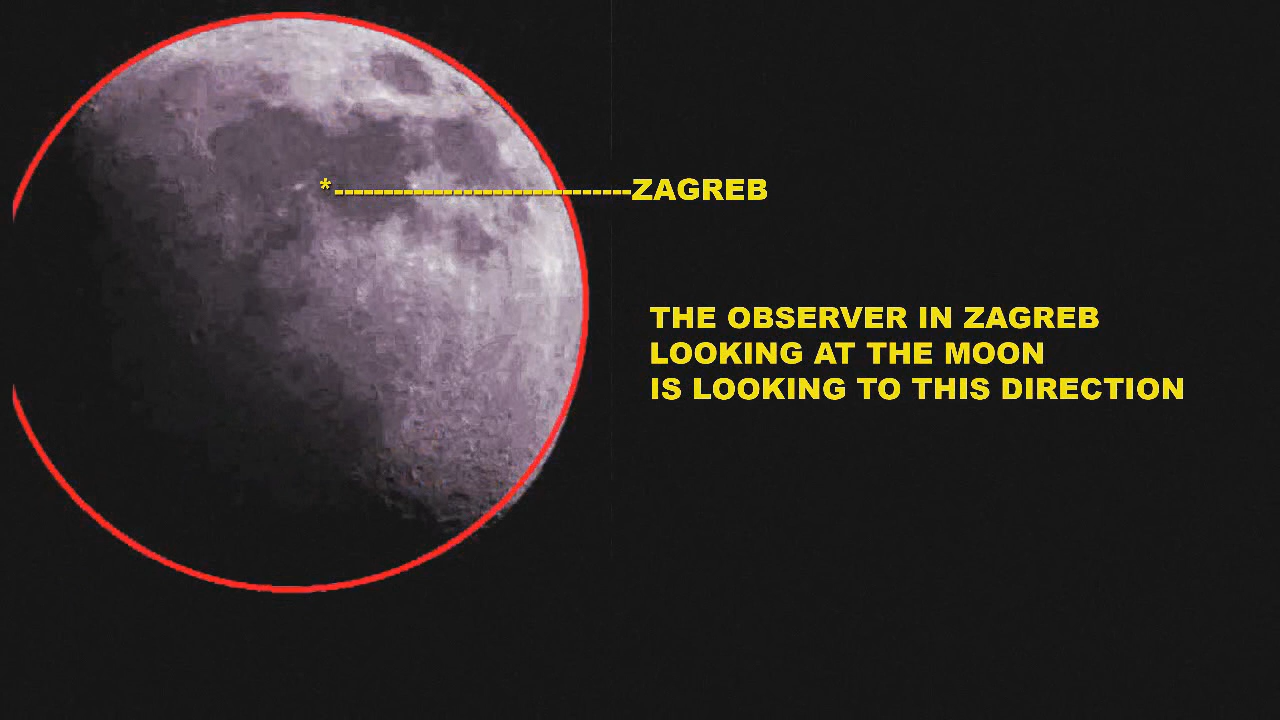 *------------------------------ZAGREB
THE OBSERVER IN ZAGREB
LOOKING AT THE MOON
IS LOOKING TO THIS DIRECTION